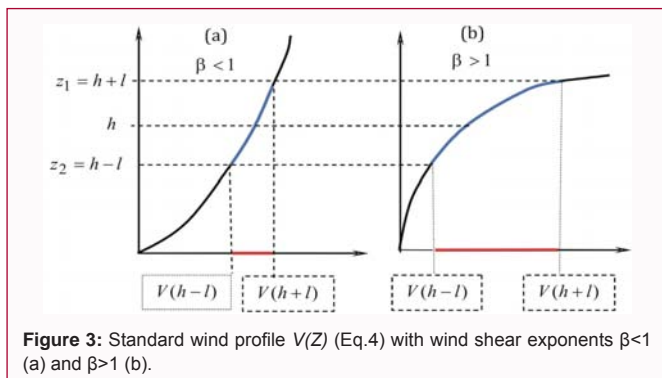 (a) (b)
β < 1 β > 1
z₁ = h + l
h
z₂ = h − l
V(h − l) V(h + l) V(h − l) V(h + l)
Figure 3: Standard wind profile V(Z) (Eq.4) with wind shear exponents β<1
(a) and β>1 (b).